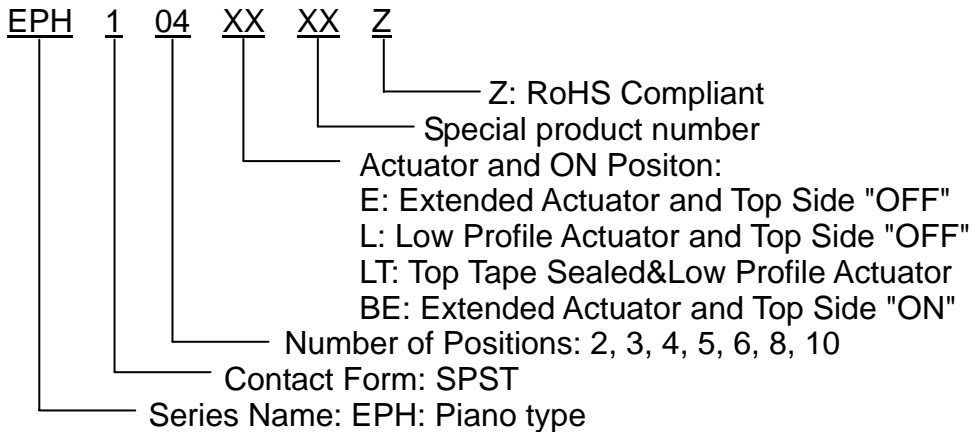 EPH 1 04 XX XX Z
Z: RoHS Compliant
Special product number
Actuator and ON Positon:
E: Extended Actuator and Top Side "OFF"
L: Low Profile Actuator and Top Side "OFF"
LT: Top Tape Sealed&Low Profile Actuator
BE: Extended Actuator and Top Side "ON"
Number of Positions: 2, 3, 4, 5, 6, 8, 10
Contact Form: SPST
Series Name: EPH: Piano type